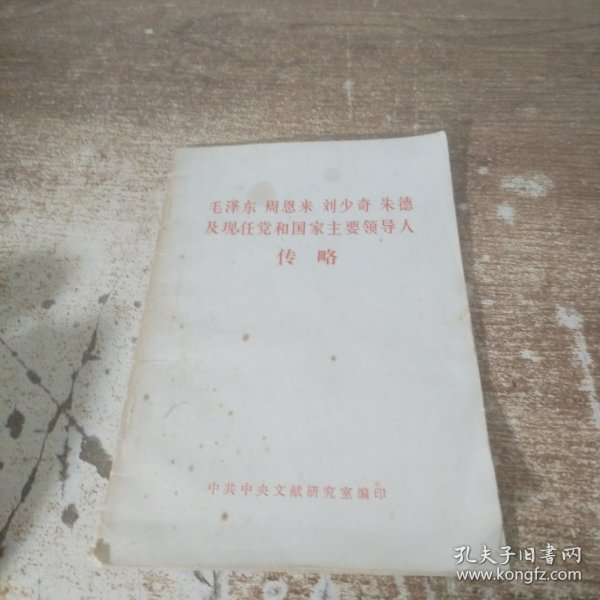 毛泽东 周恩来 刘少奇 朱德
及现任党和国家主要领导人
传略
中共中央文献研究室编印
孔夫子旧书网
www.kongfz.com